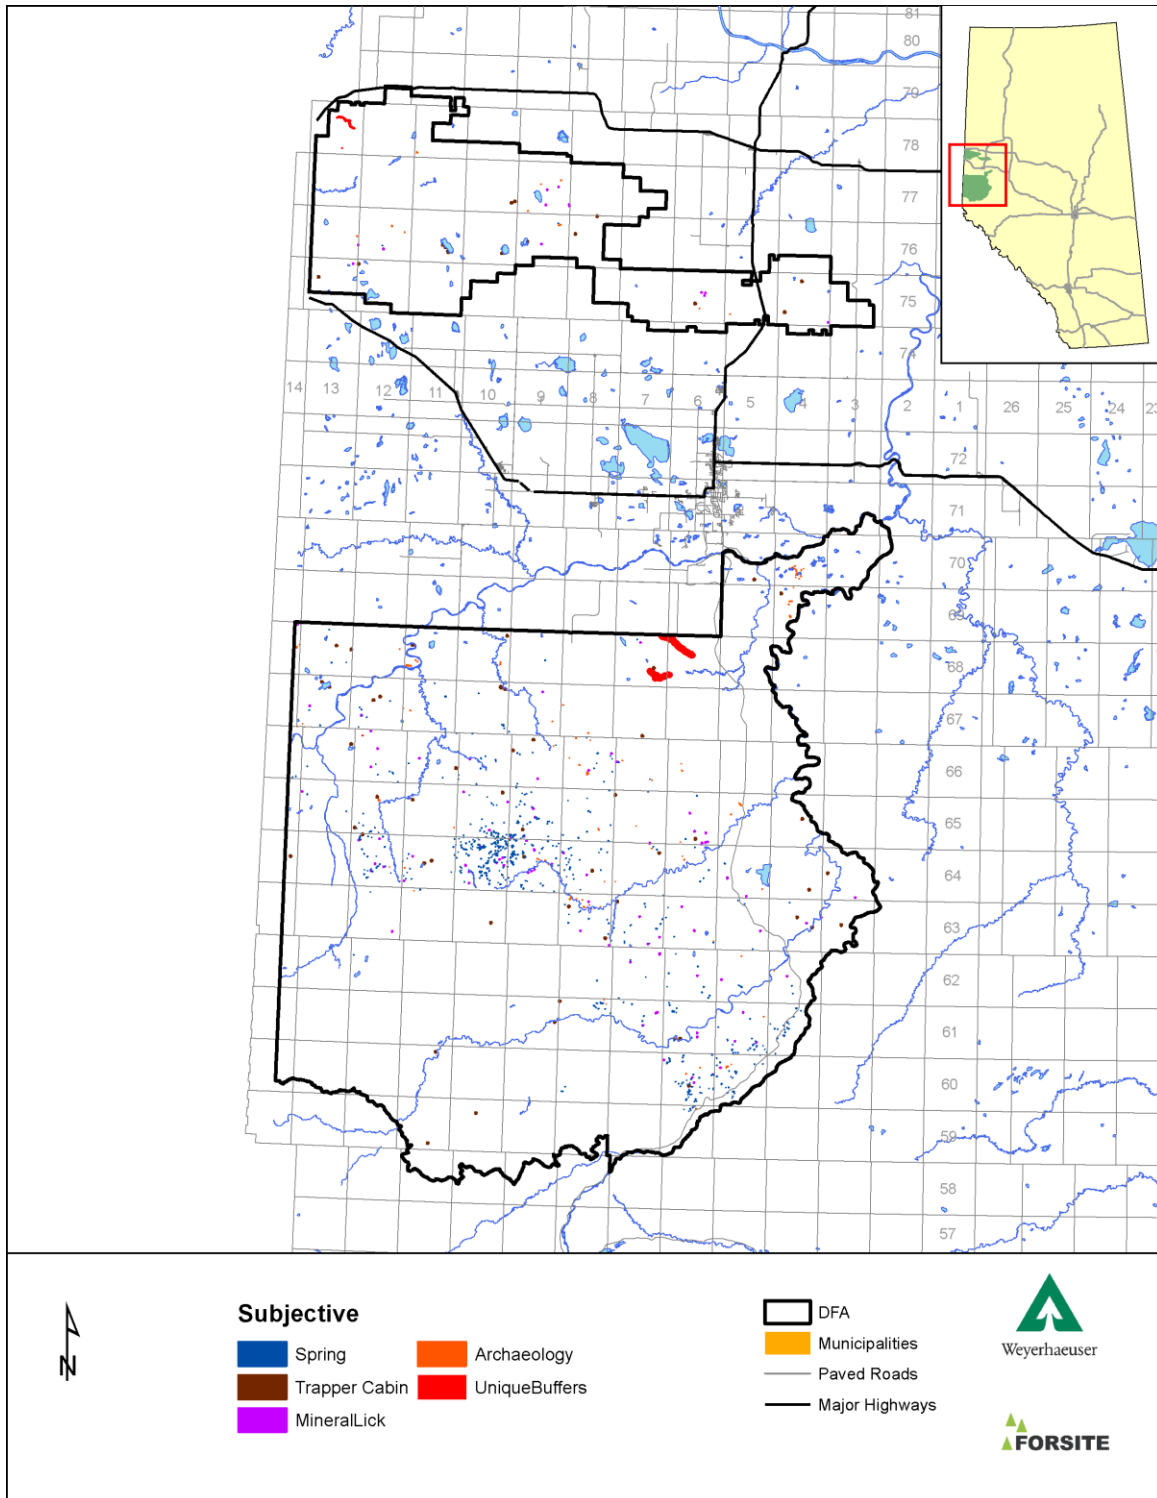 81
80
79
78
77
76
75
74
14 13 12 11 10 9 8 7 6 5 4 3 2 1 26 25 24 23
72
71
70
69
68
67
66
65
64
63
62
61
60
59
58
57
N
Subjective
Spring
Trapper Cabin
MineralLick
Archaeology
UniqueBuffers
DFA
Municipalities
Paved Roads
Major Highways
Weyerhaeuser
FORSITE